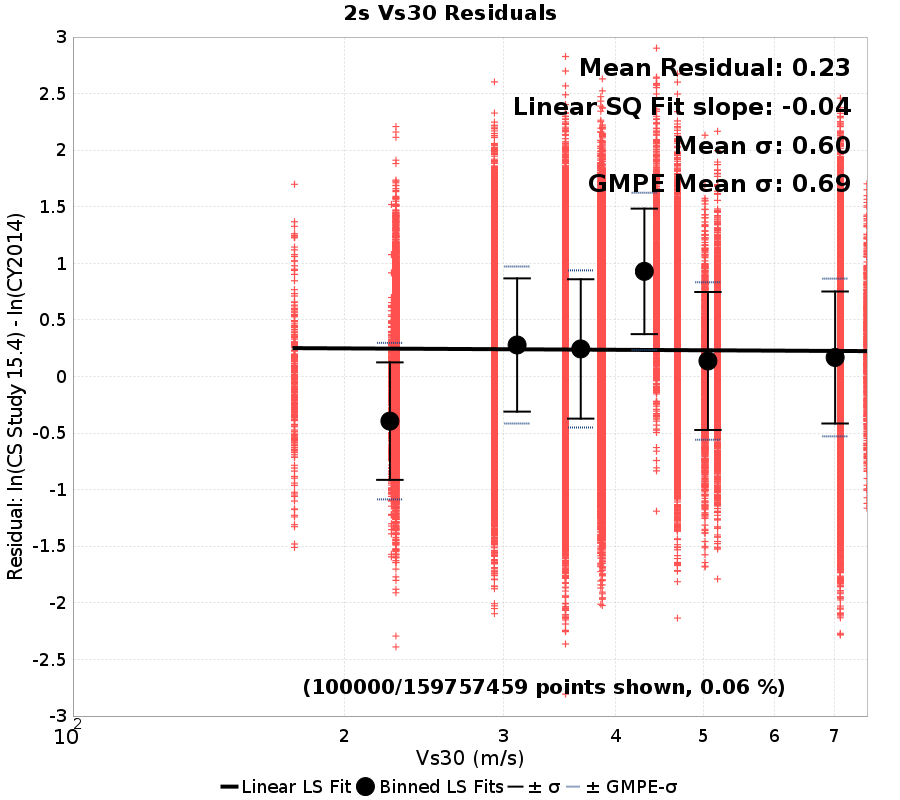 2s Vs30 Residuals
Mean Residual: 0.23
Linear SQ Fit slope: -0.04
Mean σ: 0.60
GMPE Mean σ: 0.69
3
2.5
2
1.5
1
0.5
0
-0.5
-1
-1.5
-2
-2.5
-3
Residual: ln(CS Study 15.4) - ln(CY2014)
(100000/159757459 points shown, 0.06 %)
10² 2 3 4 5 6 7
Vs30 (m/s)
Linear LS Fit Binned LS Fits ± σ ± GMPE-σ